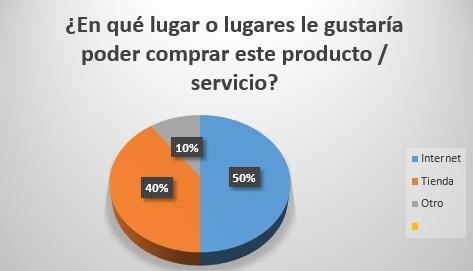 ¿En qué lugar o lugares le gustaría
poder comprar este producto /
servicio?
10%
40%
50%
Internet
Tienda
Otro